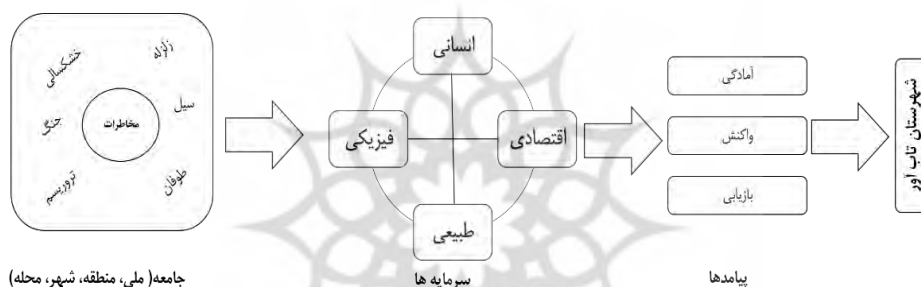 زلزله
خشکسالی
سیل
جنگ
مخاطرات
طوفان
تروریسم
جامعه( ملی، منطقه، شهر، محله)
انسانی
فیزیکی
اقتصادی
طبیعی
سرمایه ها
آمادگی
واکنش
بازیابی
پیامدها
شهرستان تاب آور